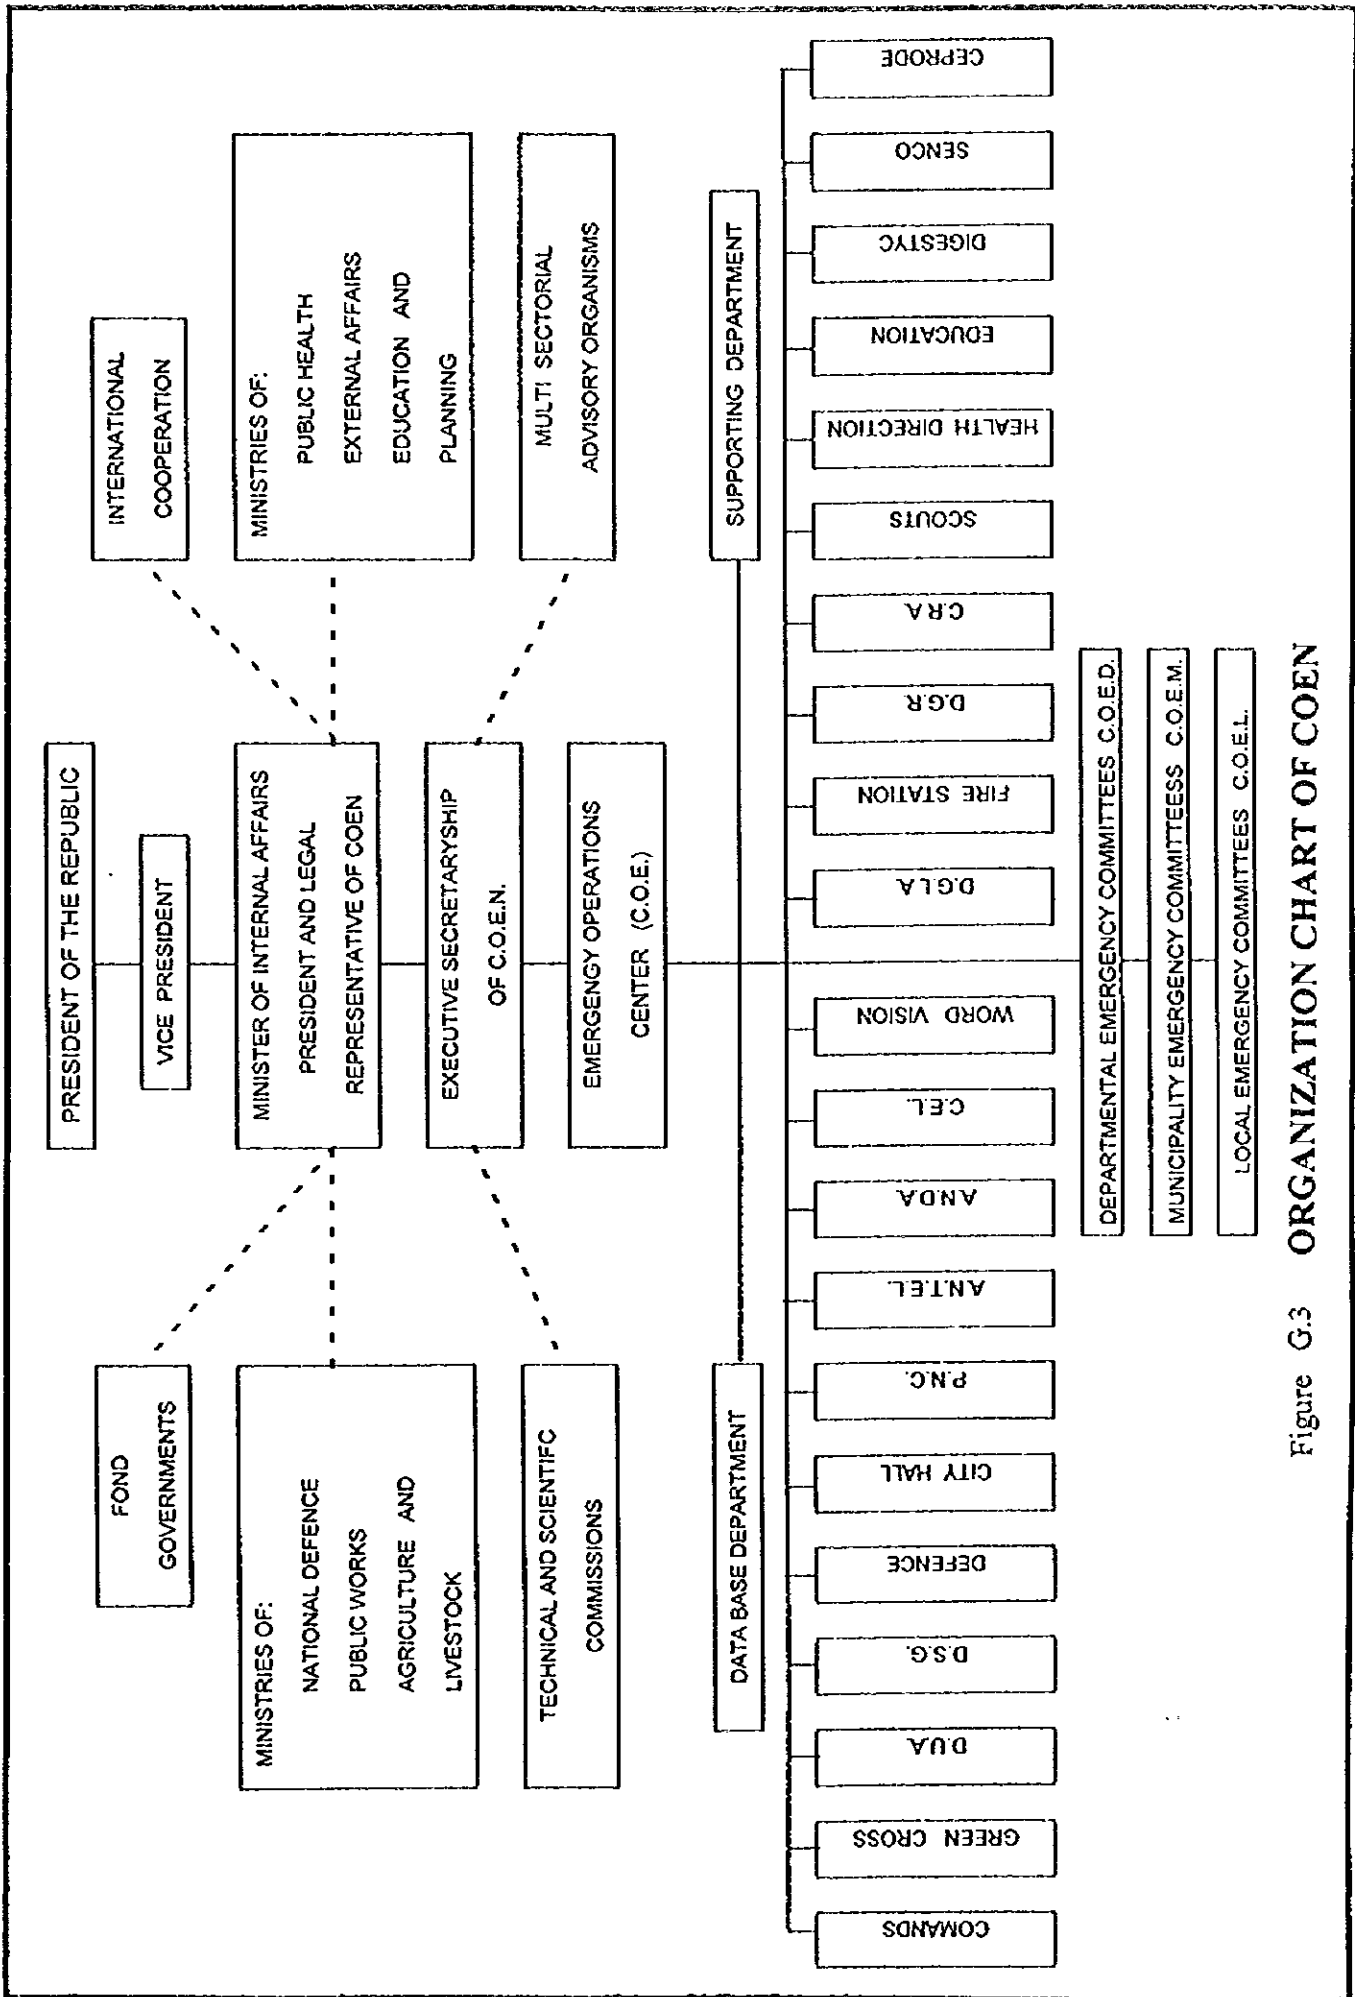 PRESIDENT OF THE REPUBLIC
VICE PRESIDENT
FOND
GOVERNMENTS
INTERNATIONAL
COOPERATION
MINISTRIES OF:
NATIONAL DEFENCE
PUBLIC WORKS
AGRICULTURE AND
LIVESTOCK
MINISTER OF INTERNAL AFFAIRS
PRESIDENT AND LEGAL
REPRESENTATIVE OF COEN
MINISTRIES OF:
PUBLIC HEALTH
EXTERNAL AFFAIRS
EDUCATION AND
PLANNING
TECHNICAL AND SCIENTIFC
COMMISSIONS
EXECUTIVE SECRETARYSHIP
OF C.O.E.N.
MULTI SECTORIAL
ADVISORY ORGANISMS
EMERGENCY OPERATIONS
CENTER (C.O.E.)
DATA BASE DEPARTMENT
SUPPORTING DEPARTMENT
COMANDS
GREEN CROSS
D.U.A.
D.S.G.
DEFENCE
CITY HALL
P.N.C.
A.N.T.E.L.
A.N.D.A.
C.E.L.
WORD VISION
D.G.I.A.
FIRE STATION
D.G.R.
C.R.A.
SCOUTS
HEALTH DIRECTION
EDUCATION
DIGESTYC
SENCO
CEPRODE
DEPARTMENTAL EMERGENCY COMMITTEES C.O.E.D.
MUNICIPALITY EMERGENCY COMMITTEESS C.O.E.M.
LOCAL EMERGENCY COMMITTEES C.O.E.L.
Figure G.3 ORGANIZATION CHART OF COEN